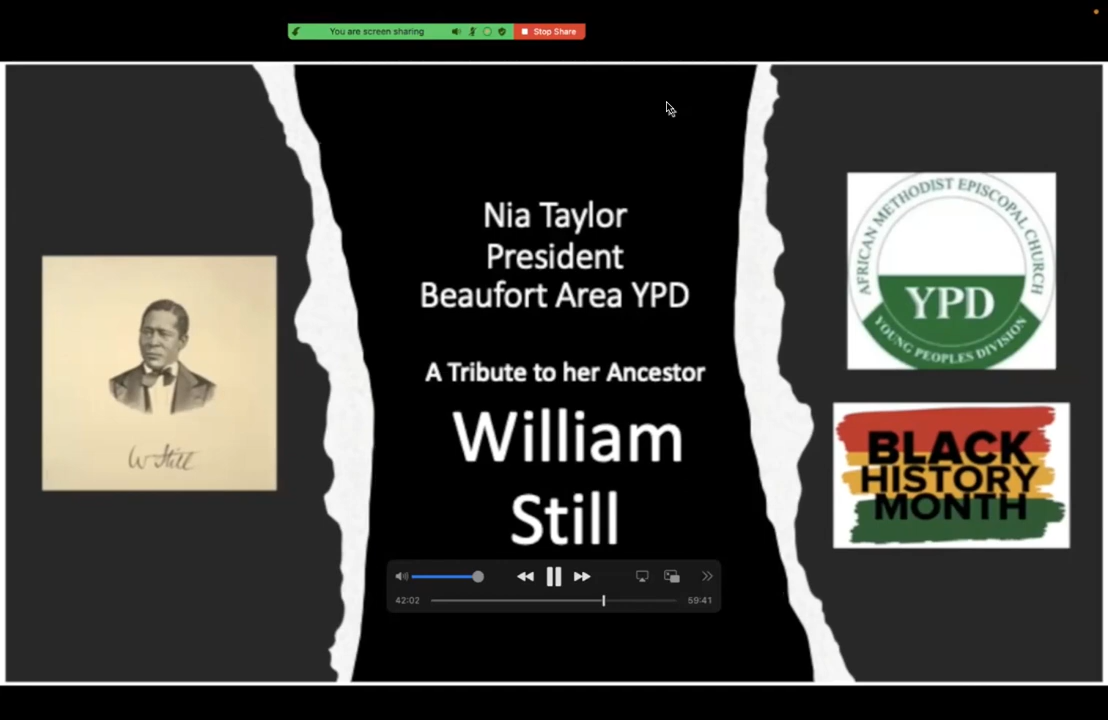 You are screen sharing
Stop Share
Nia Taylor
President
Beaufort Area YPD
A Tribute to her Ancestor
William
Still
W Still
AFRICAN METHODIST EPISCOPAL CHURCH
YPD
YOUNG PEOPLES DIVISION
BLACK
HISTORY
MONTH
42:02
59:41